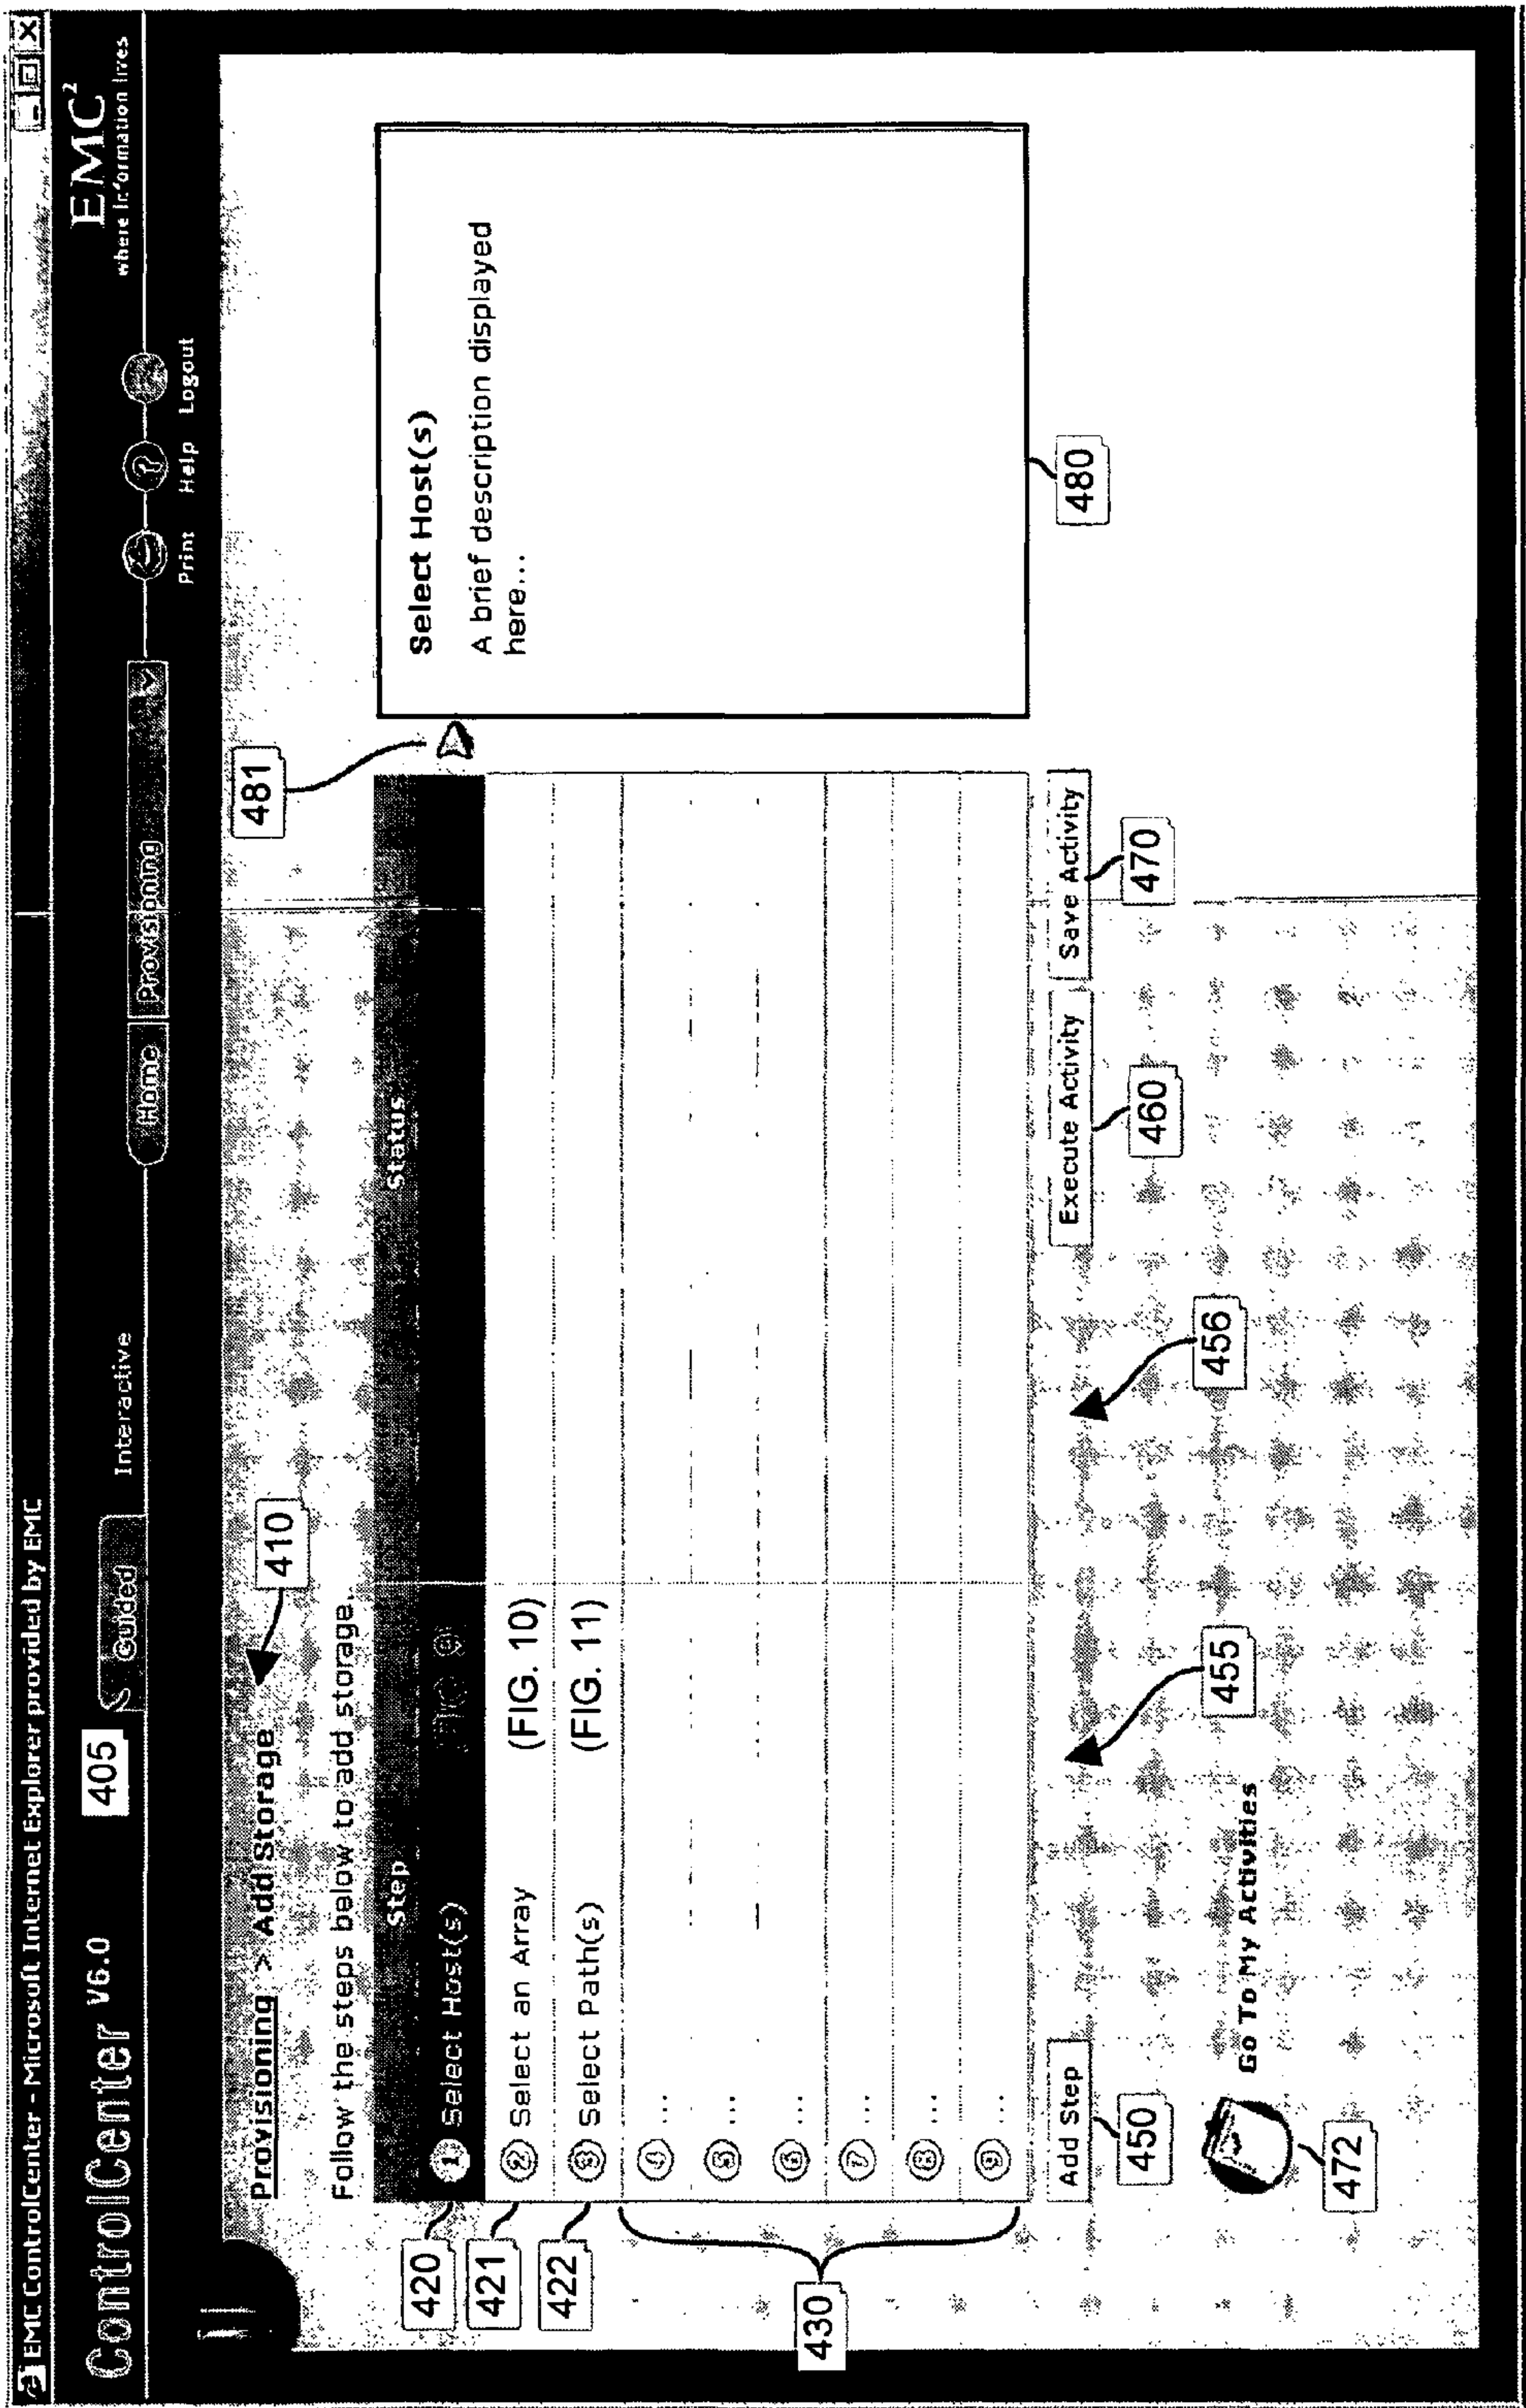 EMC ControlCenter - Microsoft Internet Explorer provided by EMC
ControlCenter V6.0
405
Guided
Interactive
Home
Provisioning
Print
Help
Logout
EMC²
where information lives
Provisioning > Add Storage
410
Follow the steps below to add storage.
481
Step
Status
420
1 Select Host(s)
421
2 Select an Array (FIG. 10)
422
3 Select Path(s) (FIG. 11)
430
4 ...
5 ...
6 ...
7 ...
8 ...
9 ...
Select Host(s)
A brief description displayed
here...
480
Add Step
450
455
456
Execute Activity
460
Save Activity
470
Go To My Activities
472